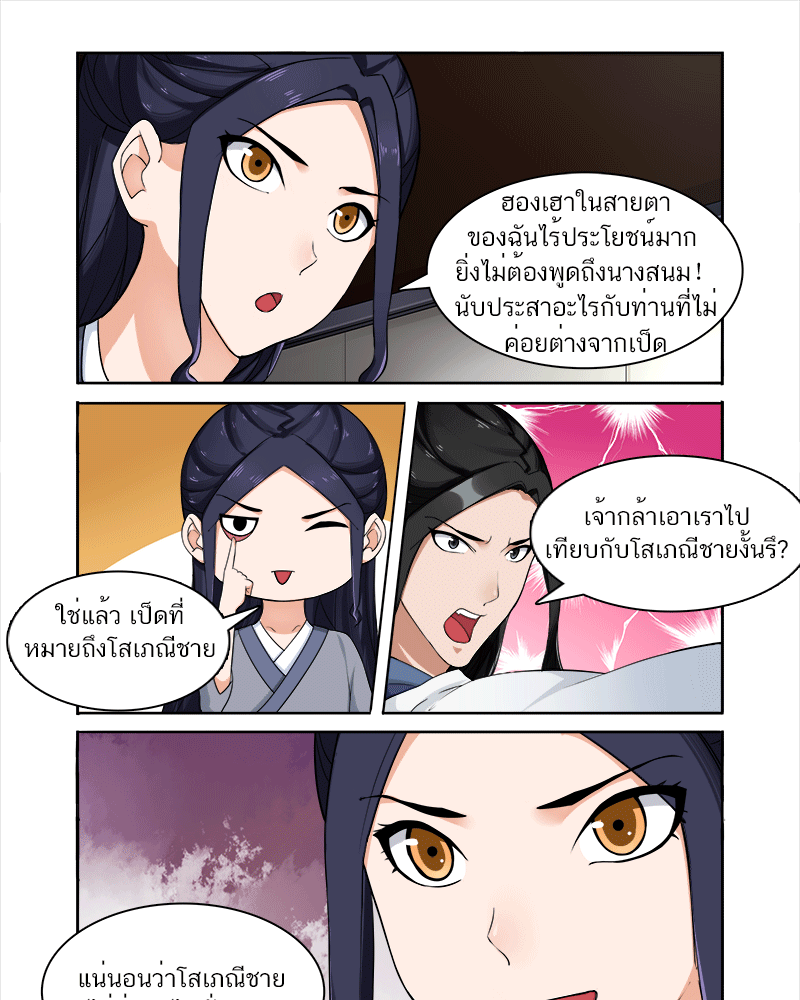 ฮองเฮาในสายตา
ของฉันไร้ประโยชน์มาก
ยิ่งไม่ต้องพูดถึงนางสนม!
นับประสาอะไรกับท่านที่ไม่
ค่อยต่างจากเป็ด
ใช่แล้ว เป็ดที่
หมายถึงโสเภณีชาย
เจ้ากล้าเอาเราไป
เทียบกับโสเภณีชายงั้นรึ?
แน่นอนว่าโสเภณีชาย